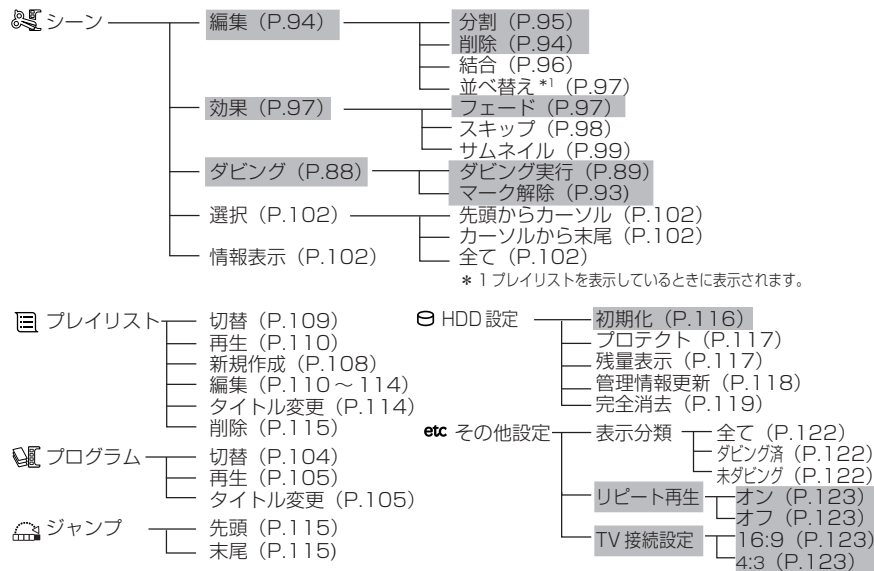 シーン 編集（P.94） 分割（P.95）
削除（P.94）
結合（P.96）
並べ替え*1（P.97）
効果（P.97） フェード（P.97）
スキップ（P.98）
サムネイル（P.99）
ダビング（P.88） ダビング実行（P.89）
マーク解除（P.93）
選択（P.102） 先頭からカーソル（P.102）
カーソルから末尾（P.102）
全て（P.102）
情報表示（P.102）
＊1プレイリストを表示しているときに表示されます。
プレイリスト 切替（P.109）
再生（P.110）
新規作成（P.108）
編集（P.110～114）
タイトル変更（P.114）
削除（P.115）
プログラム 切替（P.104）
再生（P.105）
タイトル変更（P.105）
ジャンプ 先頭（P.115）
末尾（P.115）
HDD設定 初期化（P.116）
プロテクト（P.117）
残量表示（P.117）
管理情報更新（P.118）
完全消去（P.119）
etc その他設定 表示分類 全て（P.122）
ダビング済（P.122）
未ダビング（P.122）
リピート再生 オン（P.123）
オフ（P.123）
TV接続設定 16:9（P.123）
4:3（P.123）